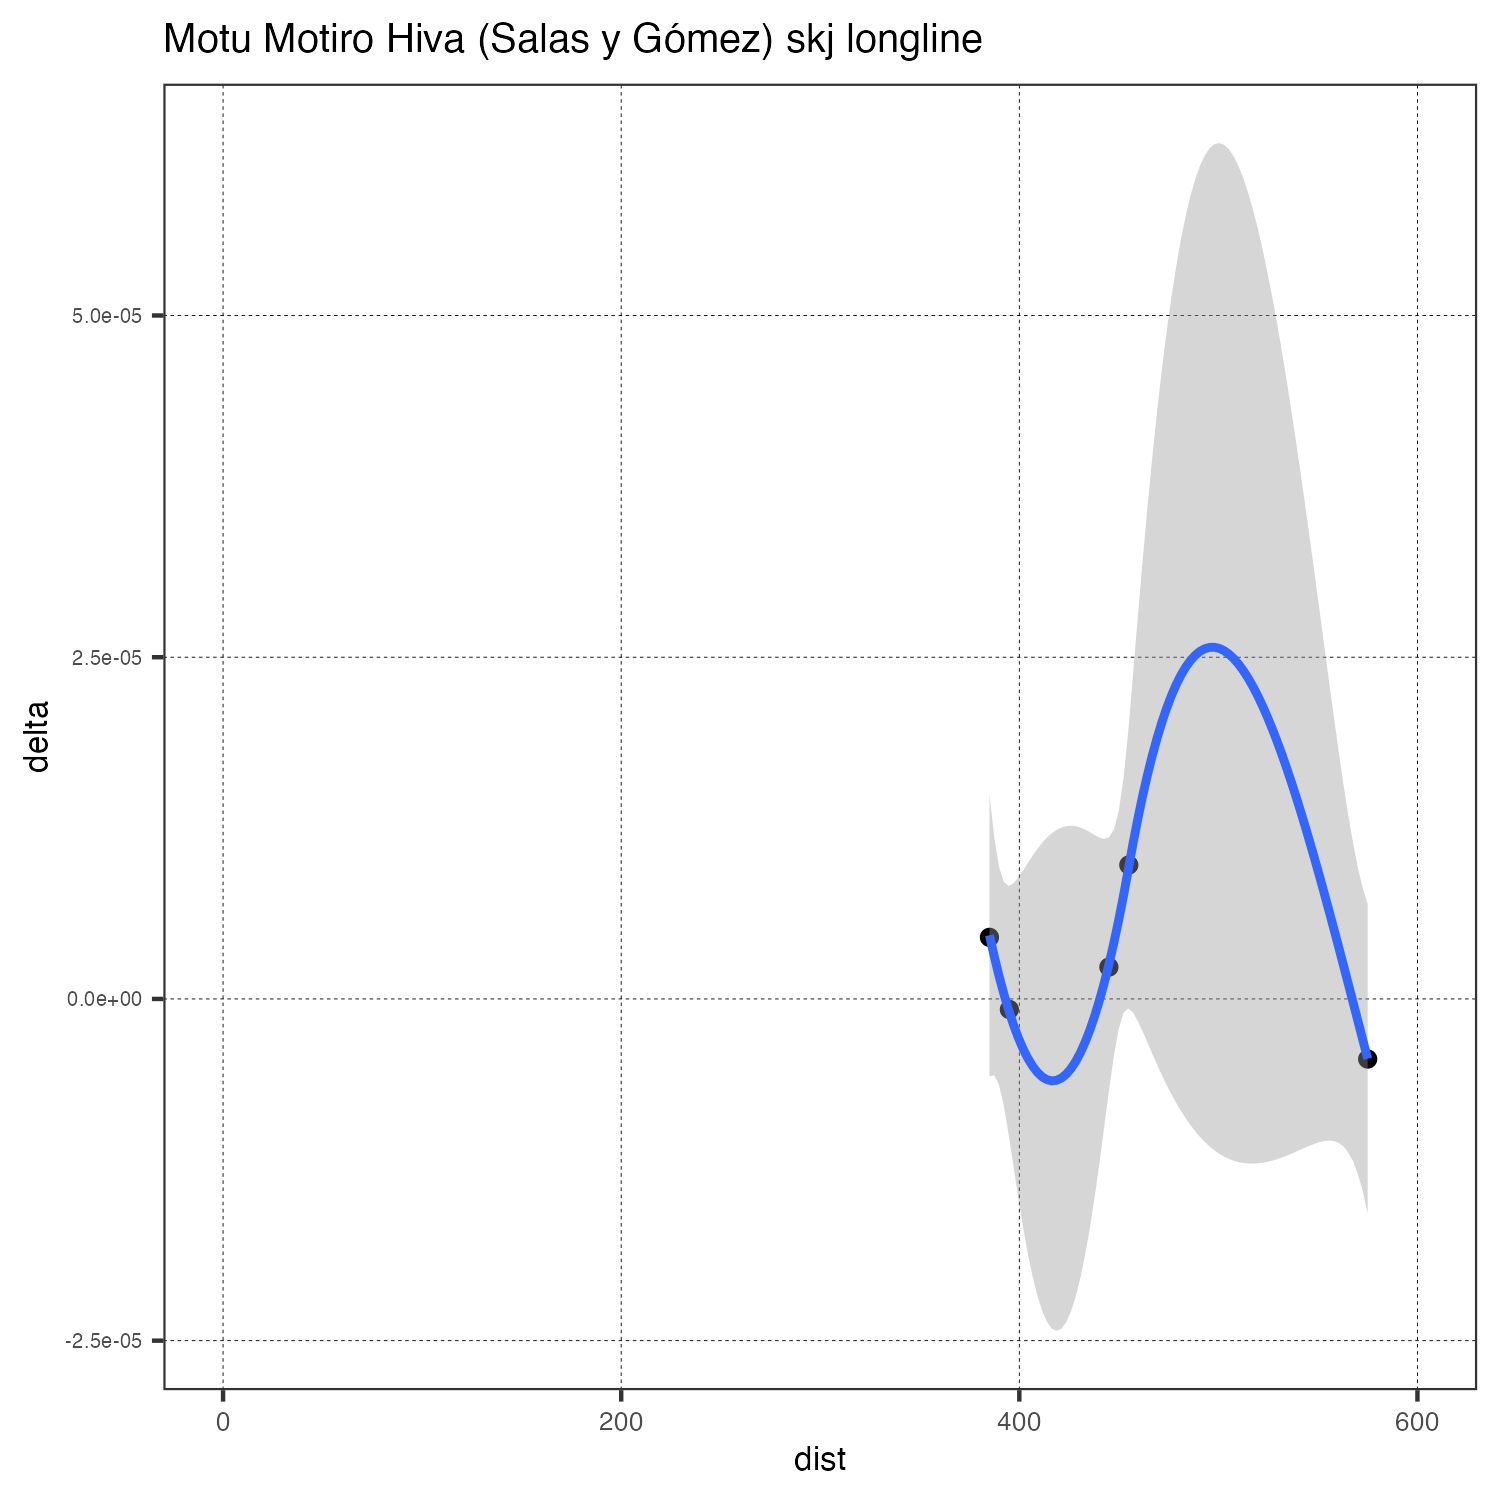 Motu Motiro Hiva (Salas y Gómez) skj longline
5.0e-05
2.5e-05
0.0e+00
-2.5e-05
delta
0 200 400 600
dist